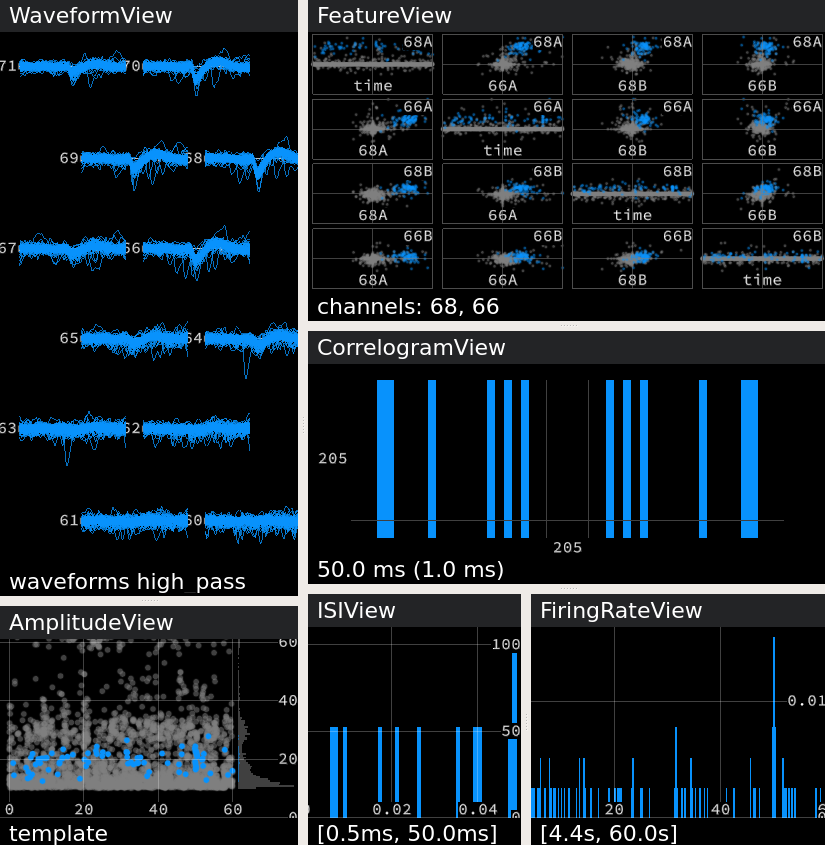 WaveformView
71
70
69
68
67
66
65
64
63
62
61
60
waveforms high_pass
FeatureView
68A 68A 68A 68A
time 66A 68B 66B
66A 66A 66A 66A
68A time 68B 66B
68B 68B 68B 68B
68A 66A time 66B
66B 66B 66B 66B
68A 66A 68B time
channels: 68, 66
CorrelogramView
205
205
50.0 ms (1.0 ms)
AmplitudeView
60
40
20
0
0 20 40 60
template
ISIView
100
50
0
0.02 0.04
[0.5ms, 50.0ms]
FiringRateView
0.01
20 40
[4.4s, 60.0s]